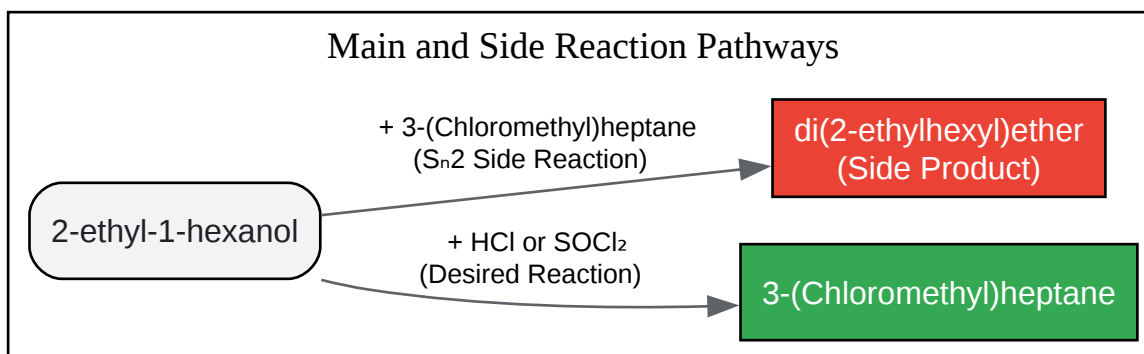 Main and Side Reaction Pathways
+ 3-(Chloromethyl)heptane
(Sₙ2 Side Reaction)
di(2-ethylhexyl)ether
(Side Product)
2-ethyl-1-hexanol
+ HCl or SOCl₂
(Desired Reaction)
3-(Chloromethyl)heptane